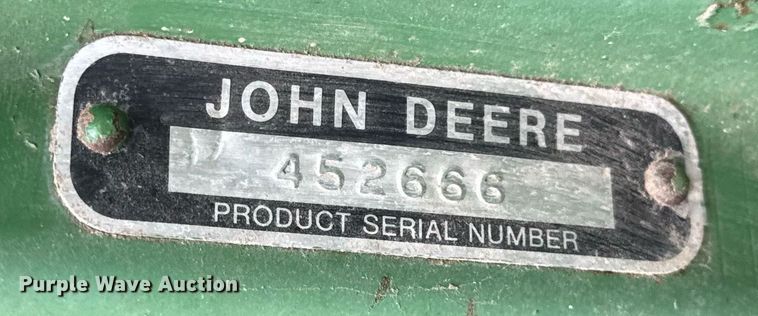 JOHN DEERE
452666
PRODUCT SERIAL NUMBER
Purple Wave Auction